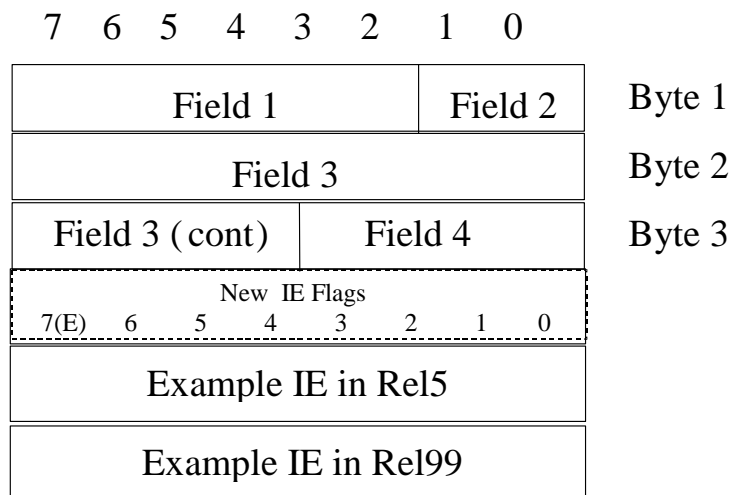 7 6 5 4 3 2 1 0
Field 1 Field 2 Byte 1
Field 3 Byte 2
Field 3 (cont) Field 4 Byte 3
New IE Flags
7(E) 6 5 4 3 2 1 0
Example IE in Rel5
Example IE in Rel99